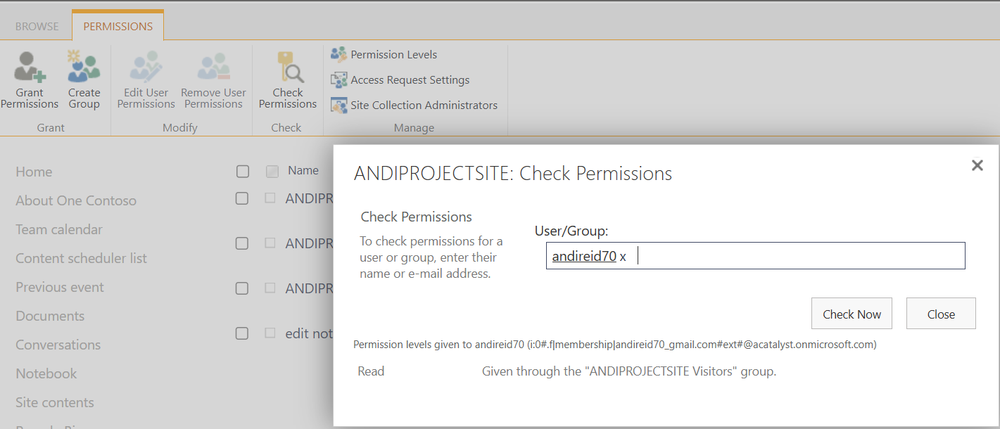 BROWSE
PERMISSIONS
Grant
Permissions
Create
Group
Grant
Edit User
Permissions
Remove User
Permissions
Modify
Check
Permissions
Check
Permission Levels
Access Request Settings
Site Collection Administrators
Manage
Home
About One Contoso
Team calendar
Content scheduler list
Previous event
Documents
Conversations
Notebook
Site contents
Name
ANDIPR
ANDIPR
ANDIPR
edit not
ANDIPROJECTSITE: Check Permissions
Check Permissions
To check permissions for a
user or group, enter their
name or e-mail address.
User/Group:
andireid70 x
Check Now
Close
Permission levels given to andireid70 (i:0#.f|membership|andireid70_gmail.com#ext#@acatalyst.onmicrosoft.com)
Read Given through the "ANDIPROJECTSITE Visitors" group.